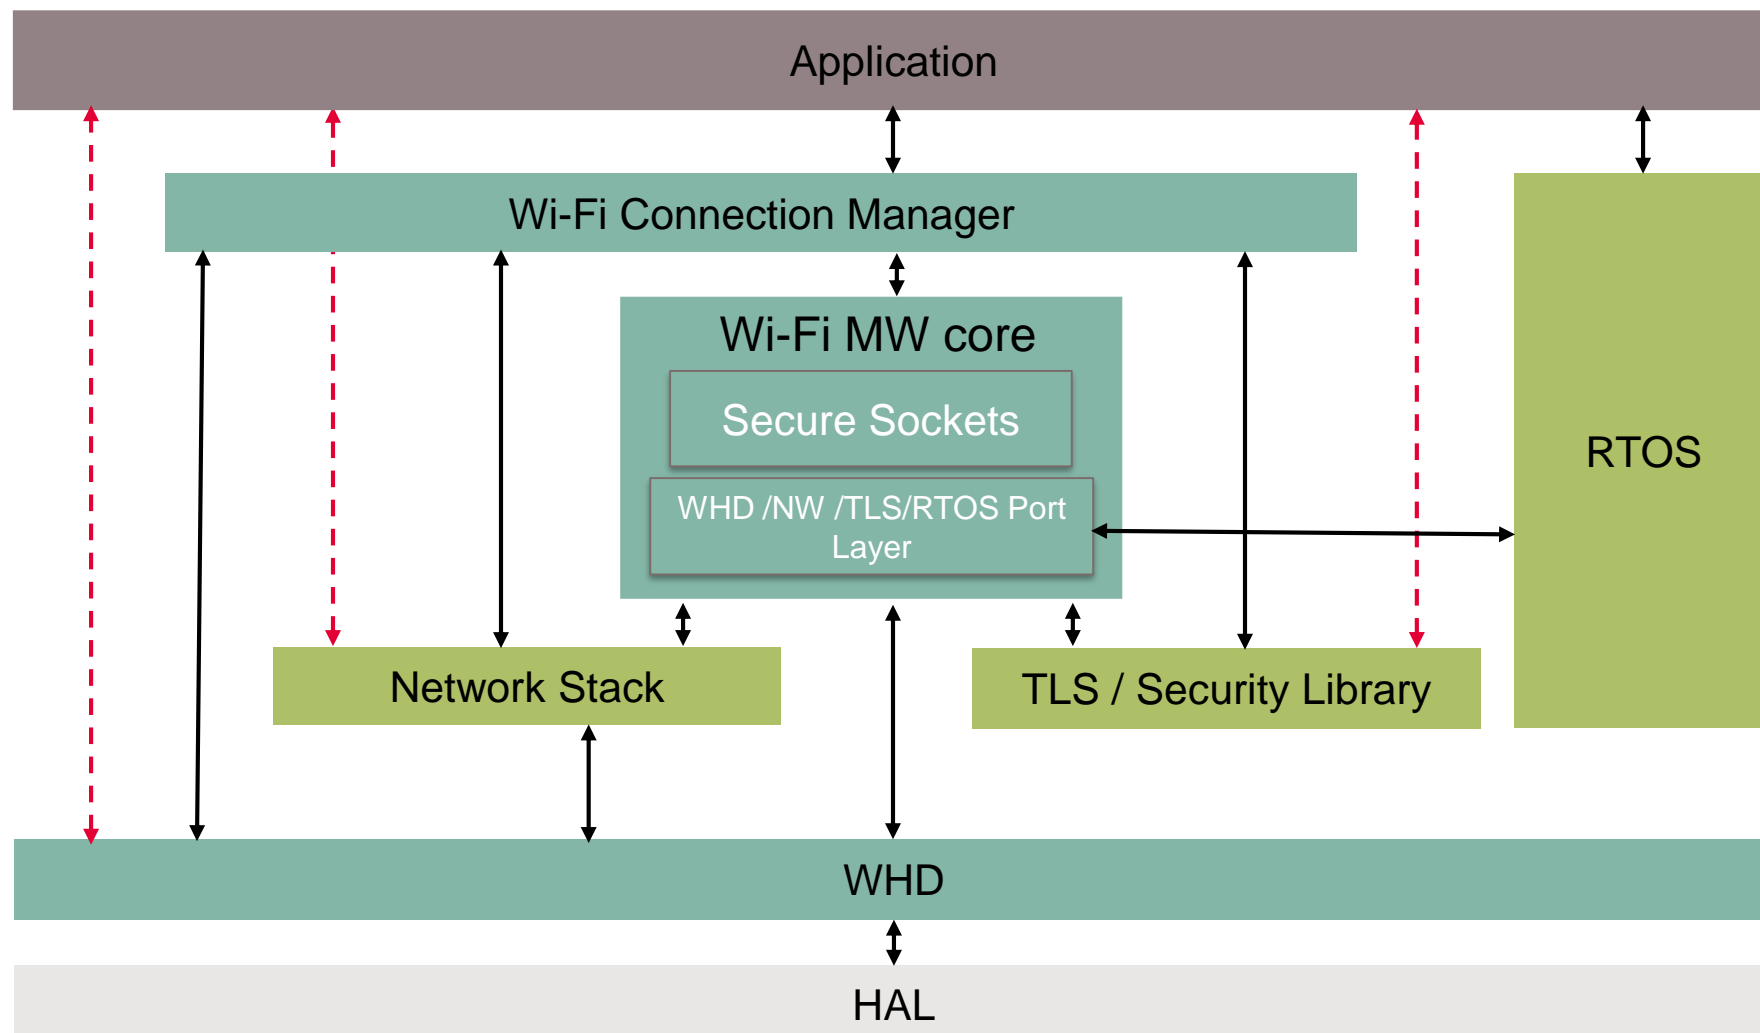 Application
Wi-Fi Connection Manager
Wi-Fi MW core
Secure Sockets
RTOS
WHD /NW /TLS/RTOS Port
Layer
Network Stack
TLS / Security Library
WHD
HAL